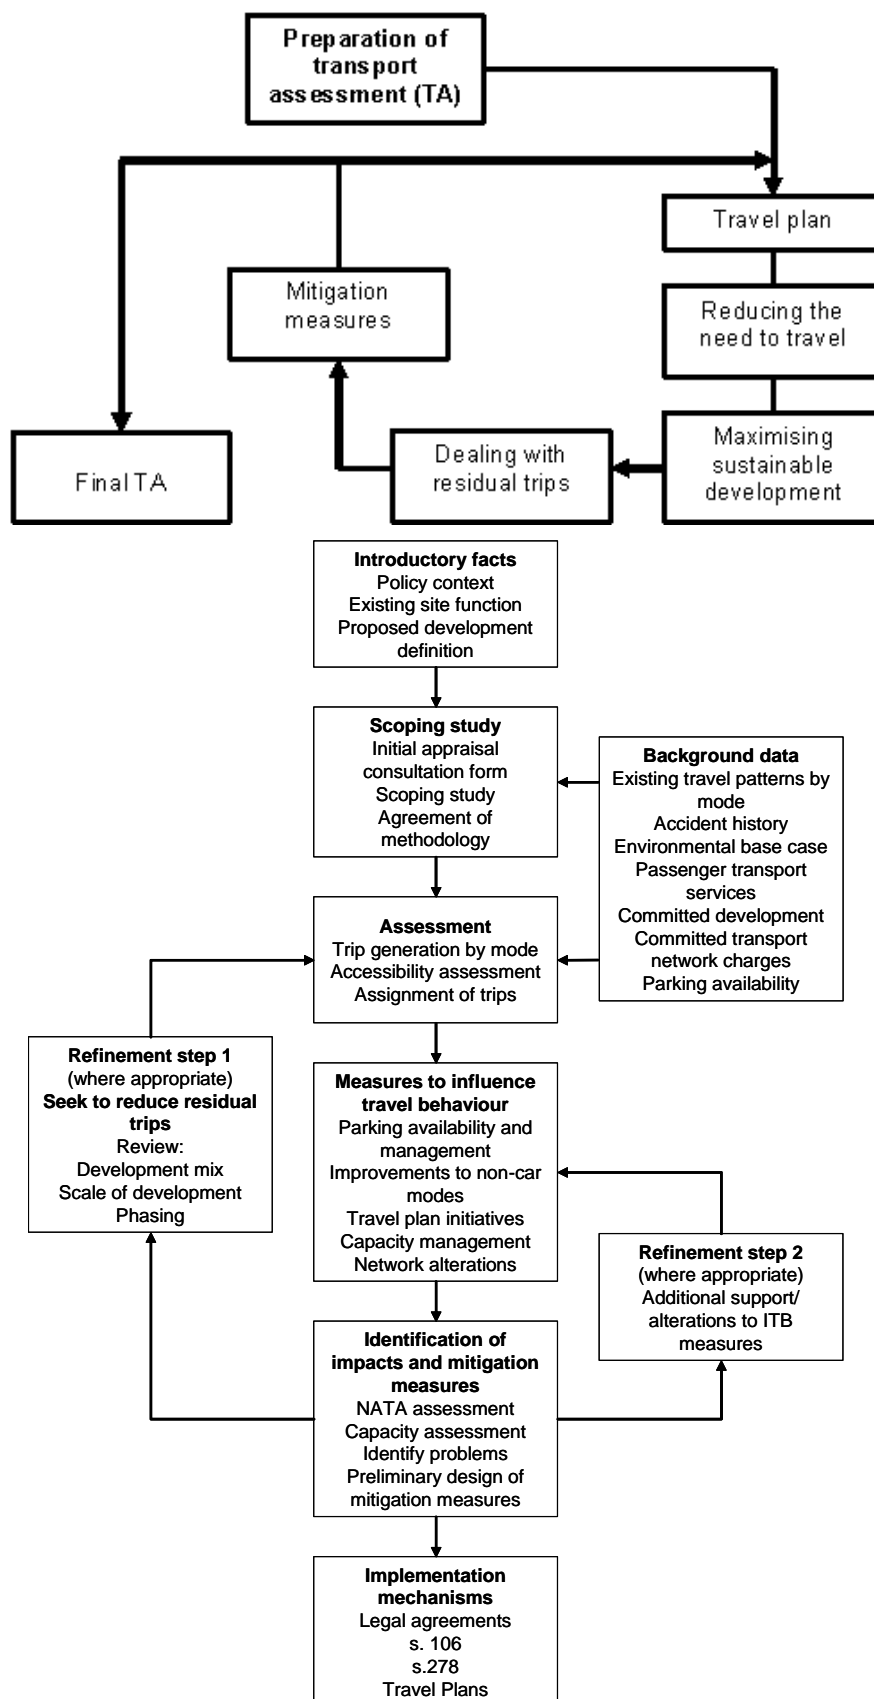 Preparation of
transport
assessment (TA)
Travel plan
Mitigation
measures
Reducing the
need to travel
Final TA
Dealing with
residual trips
Maximising
sustainable
development
Introductory facts
Policy context
Existing site function
Proposed development
definition
Scoping study
Initial appraisal
consultation form
Scoping study
Agreement of
methodology
Background data
Existing travel patterns by
mode
Accident history
Environmental base case
Passenger transport
services
Committed development
Committed transport
network charges
Parking availability
Assessment
Trip generation by mode
Accessibility assessment
Assignment of trips
Refinement step 1
(where appropriate)
Seek to reduce residual
trips
Review:
Development mix
Scale of development
Phasing
Measures to influence
travel behaviour
Parking availability and
management
Improvements to non-car
modes
Travel plan initiatives
Capacity management
Network alterations
Refinement step 2
(where appropriate)
Additional support/
alterations to ITB
measures
Identification of
impacts and mitigation
measures
NATA assessment
Capacity assessment
Identify problems
Preliminary design of
mitigation measures
Implementation
mechanisms
Legal agreements
s. 106
s.278
Travel Plans